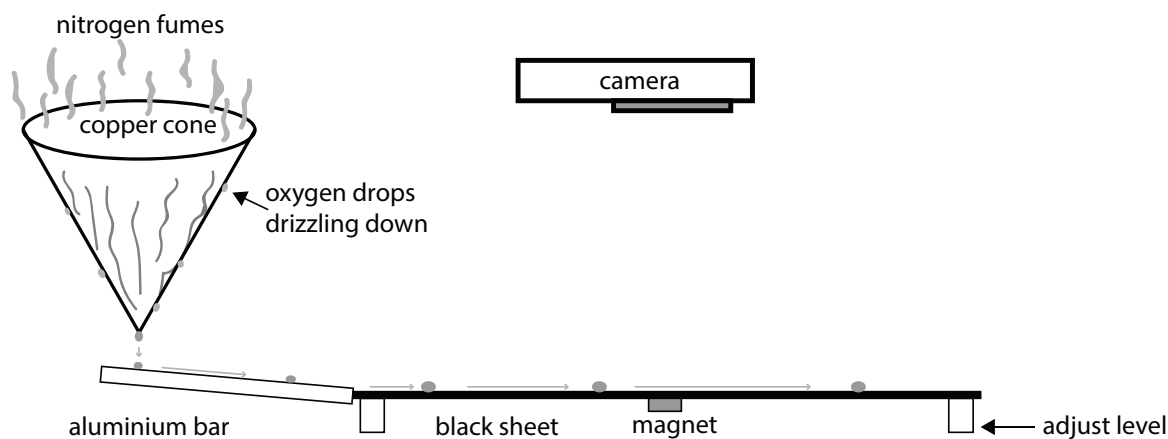 nitrogen fumes
copper cone
camera
oxygen drops
drizzling down
aluminium bar
black sheet
magnet
adjust level